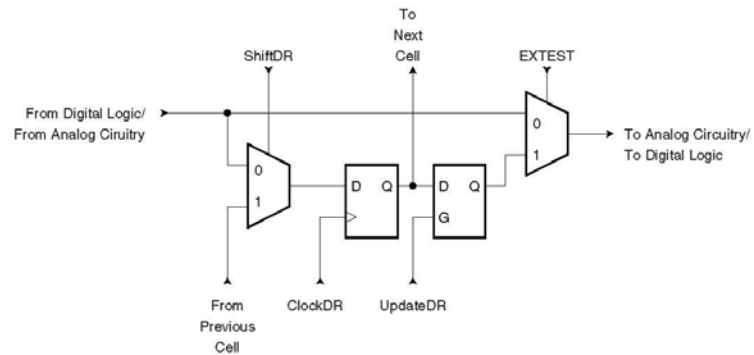 To
Next
Cell
ShiftDR
EXTEST
From Digital Logic/
From Analog Ciruitry
0
1
To Analog Circuitry/
To Digital Logic
0
1
D Q
D Q
G
From
Previous
Cell
ClockDR
UpdateDR